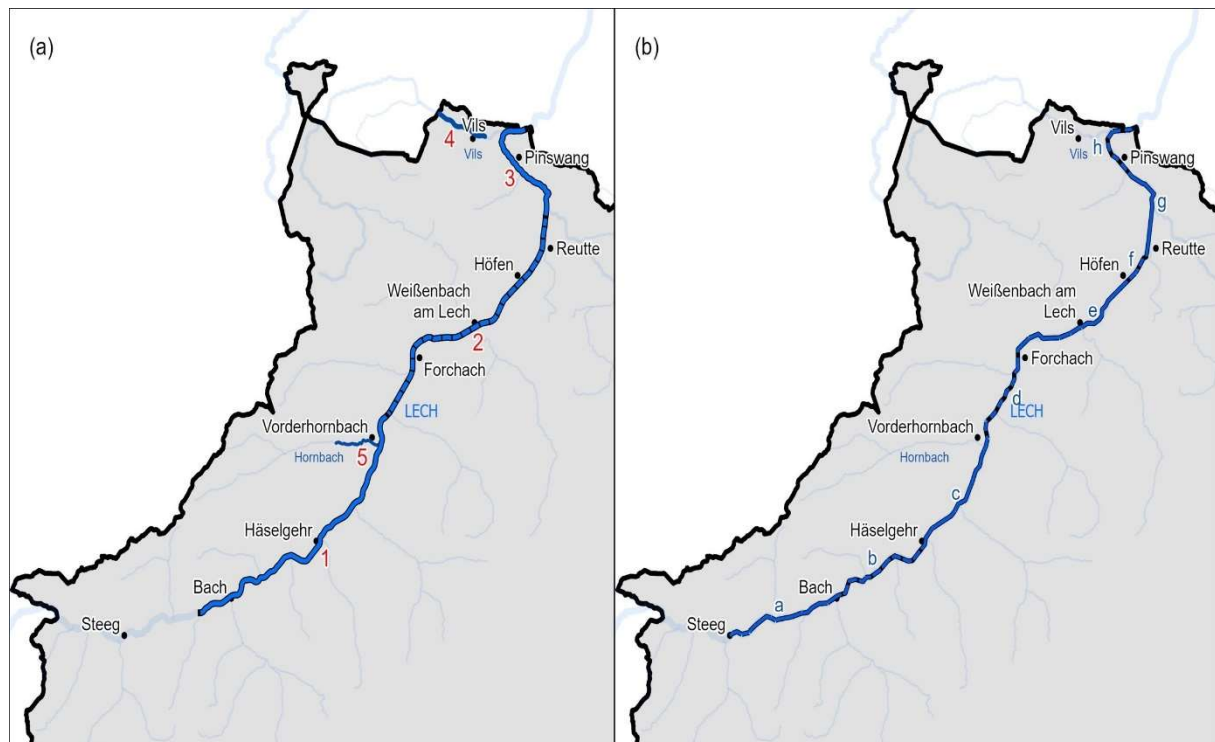 (a)
Vils
4
Vils
Pinswang
3
Reutte
Höfen
Weißenbach
am Lech
2
Forchach
LECH
Vorderhornbach
Hornbach
5
Häselgehr
1
Bach
Steeg
(b)
Vils
Vils
h
Pinswang
g
Reutte
f
Höfen
Weißenbach am
Lech
e
Forchach
d
LECH
Vorderhornbach
Hornbach
c
Häselgehr
b
Bach
a
Steeg